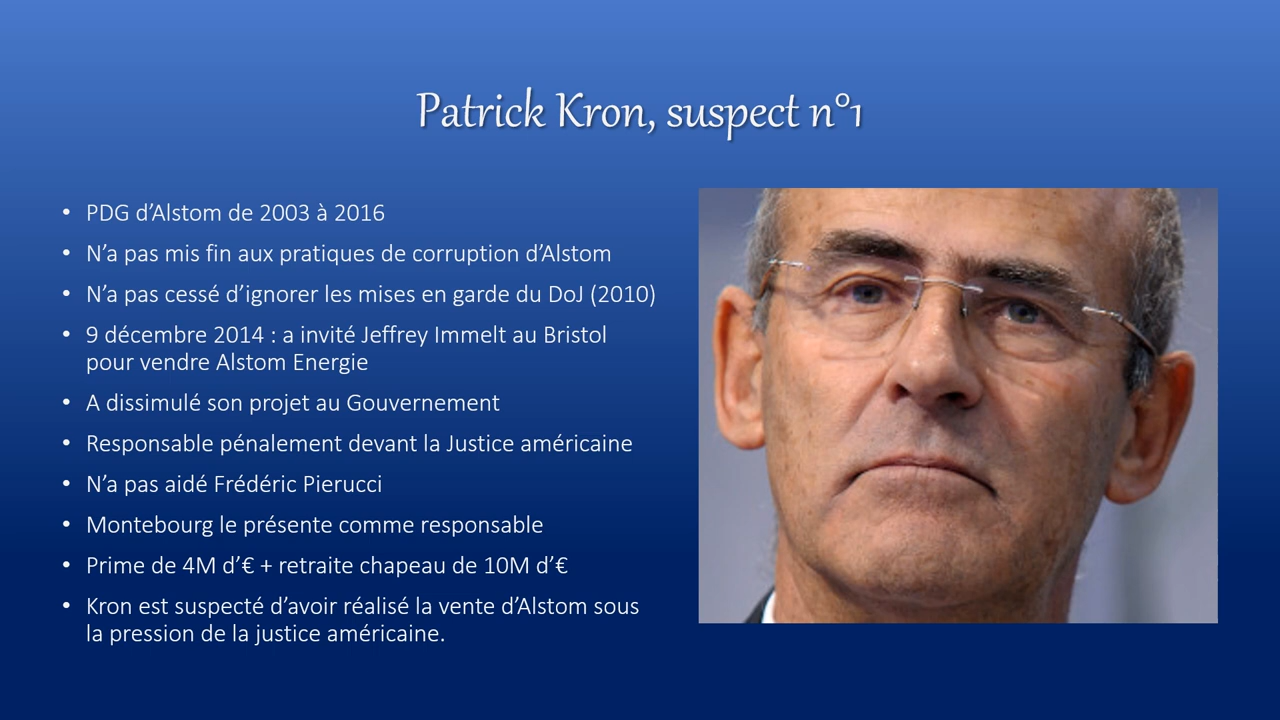 Patrick Kron, suspect n°1
• PDG d’Alstom de 2003 à 2016
• N’a pas mis fin aux pratiques de corruption d’Alstom
• N’a pas cessé d’ignorer les mises en garde du DoJ (2010)
• 9 décembre 2014 : a invité Jeffrey Immelt au Bristol
pour vendre Alstom Energie
• A dissimulé son projet au Gouvernement
• Responsable pénalement devant la Justice américaine
• N’a pas aidé Frédéric Pierucci
• Montebourg le présente comme responsable
• Prime de 4M d’€ + retraite chapeau de 10M d’€
• Kron est suspecté d’avoir réalisé la vente d’Alstom sous
la pression de la justice américaine.